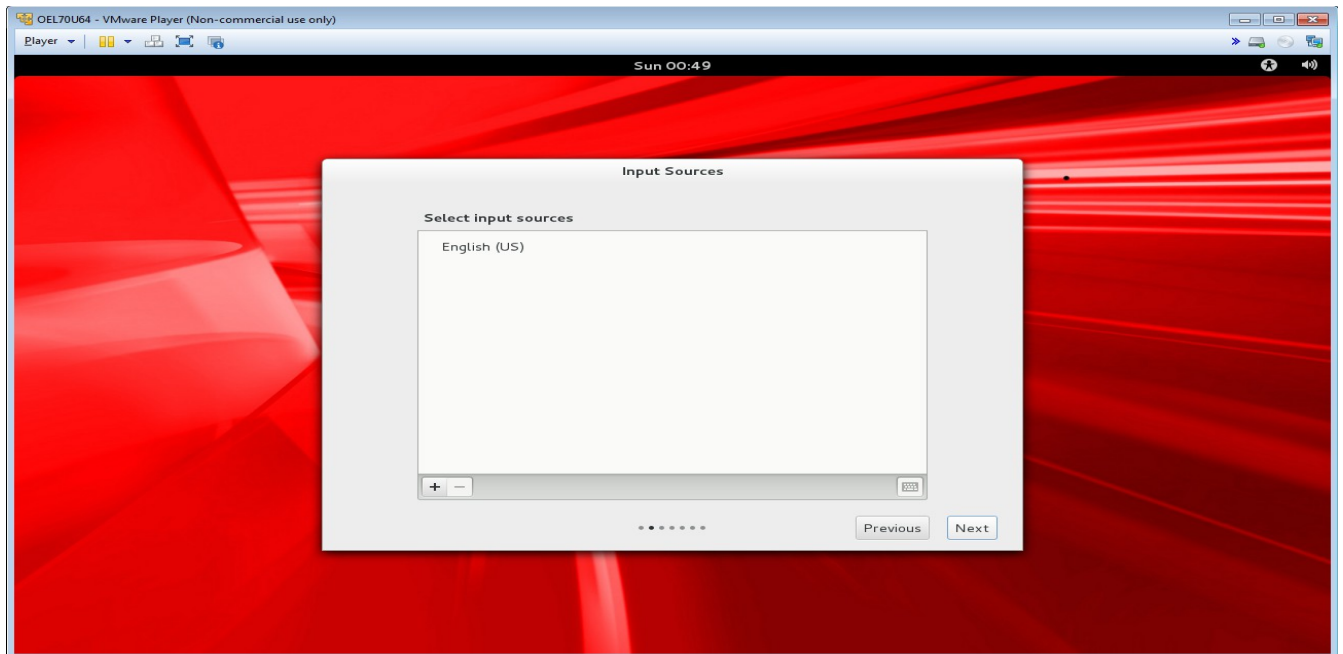 OEL70U64 - VMware Player (Non-commercial use only)
Player
Sun 00:49
Input Sources
Select input sources
English (US)
Previous Next